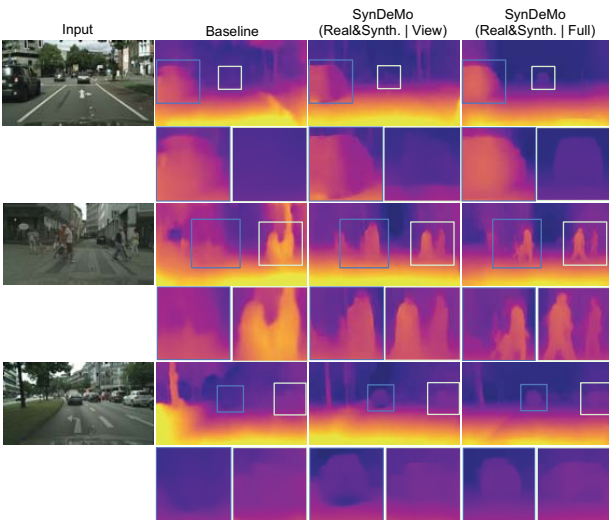 Input
Baseline
SynDeMo
(Real&Synth. | View)
SynDeMo
(Real&Synth. | Full)